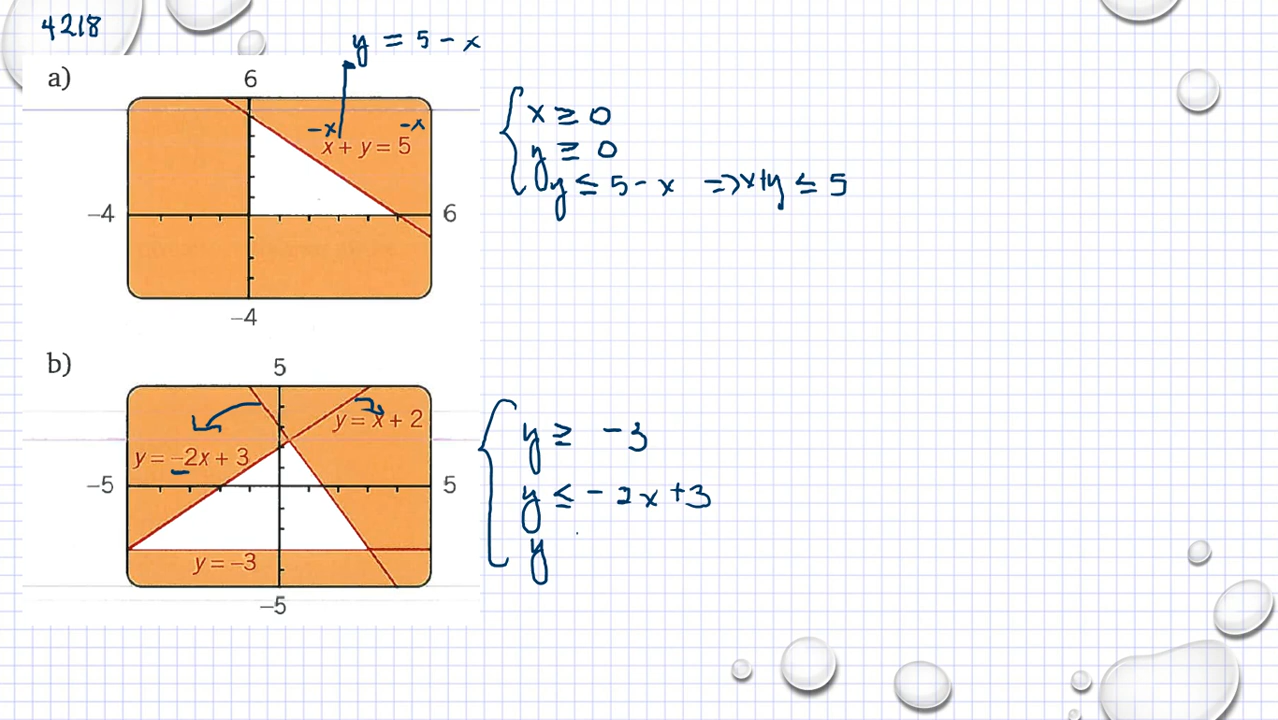 4218
y = 5 - x
a)
6
-x -x
x + y = 5
-4
6
-4
x ≥ 0
y ≥ 0
y ≤ 5 - x ⇒ x+y ≤ 5
b)
5
y = x + 2
y = -2x + 3
-5
5
y = -3
-5
y ≥ -3
y ≤ -2x + 3
y